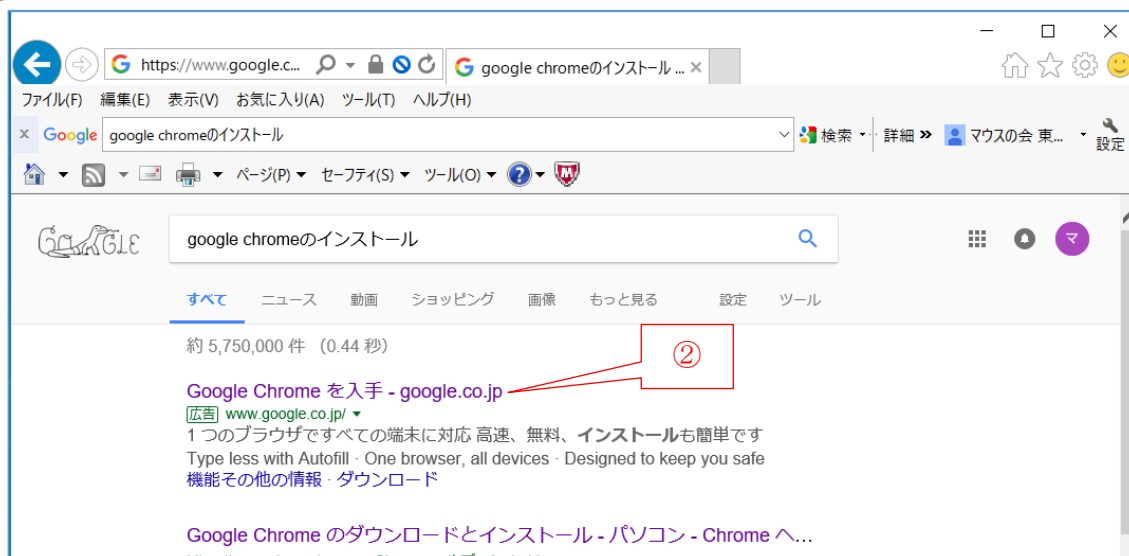 https://www.google.c...
google chromeのインストール ...
ファイル(F) 編集(E) 表示(V) お気に入り(A) ツール(T) ヘルプ(H)
× Google google chromeのインストール 検索 詳細 » マウスの会 東... 設定
ページ(P) セーフティ(S) ツール(O)
GOOGLE google chromeのインストール マ
すべて ニュース 動画 ショッピング 画像 もっと見る 設定 ツール
約 5,750,000 件 (0.44 秒)
②
Google Chrome を入手 - google.co.jp
広告 www.google.co.jp/
1 つのブラウザですべての端末に対応 高速、無料、インストールも簡単です
Type less with Autofill · One browser, all devices · Designed to keep you safe
機能その他の情報 · ダウンロード
Google Chrome のダウンロードとインストール - パソコン - Chrome ヘ...